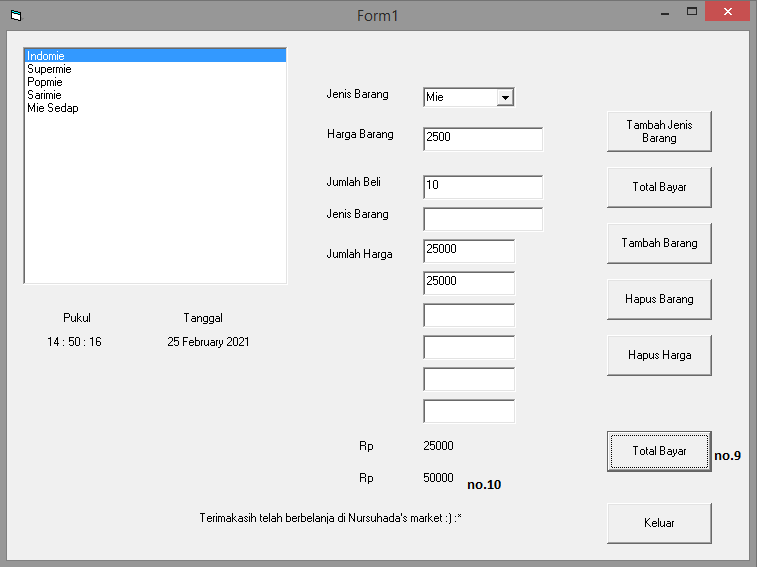 Form1
Indomie
Supermie
Popmie
Sarimie
Mie Sedap
Jenis Barang
Mie
Harga Barang
2500
Jumlah Beli
10
Jenis Barang
Jumlah Harga
25000
25000
Tambah Jenis
Barang
Total Bayar
Tambah Barang
Hapus Barang
Hapus Harga
Pukul
Tanggal
14 : 50 : 16
25 February 2021
Rp
25000
Total Bayar
no.9
Rp
50000
no.10
Terimakasih telah berbelanja di Nursuhada's market :) :*
Keluar